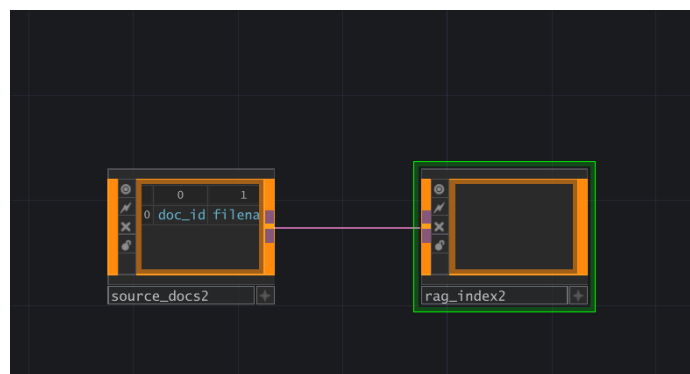 0 1
0 doc_id filena
source_docs2
rag_index2